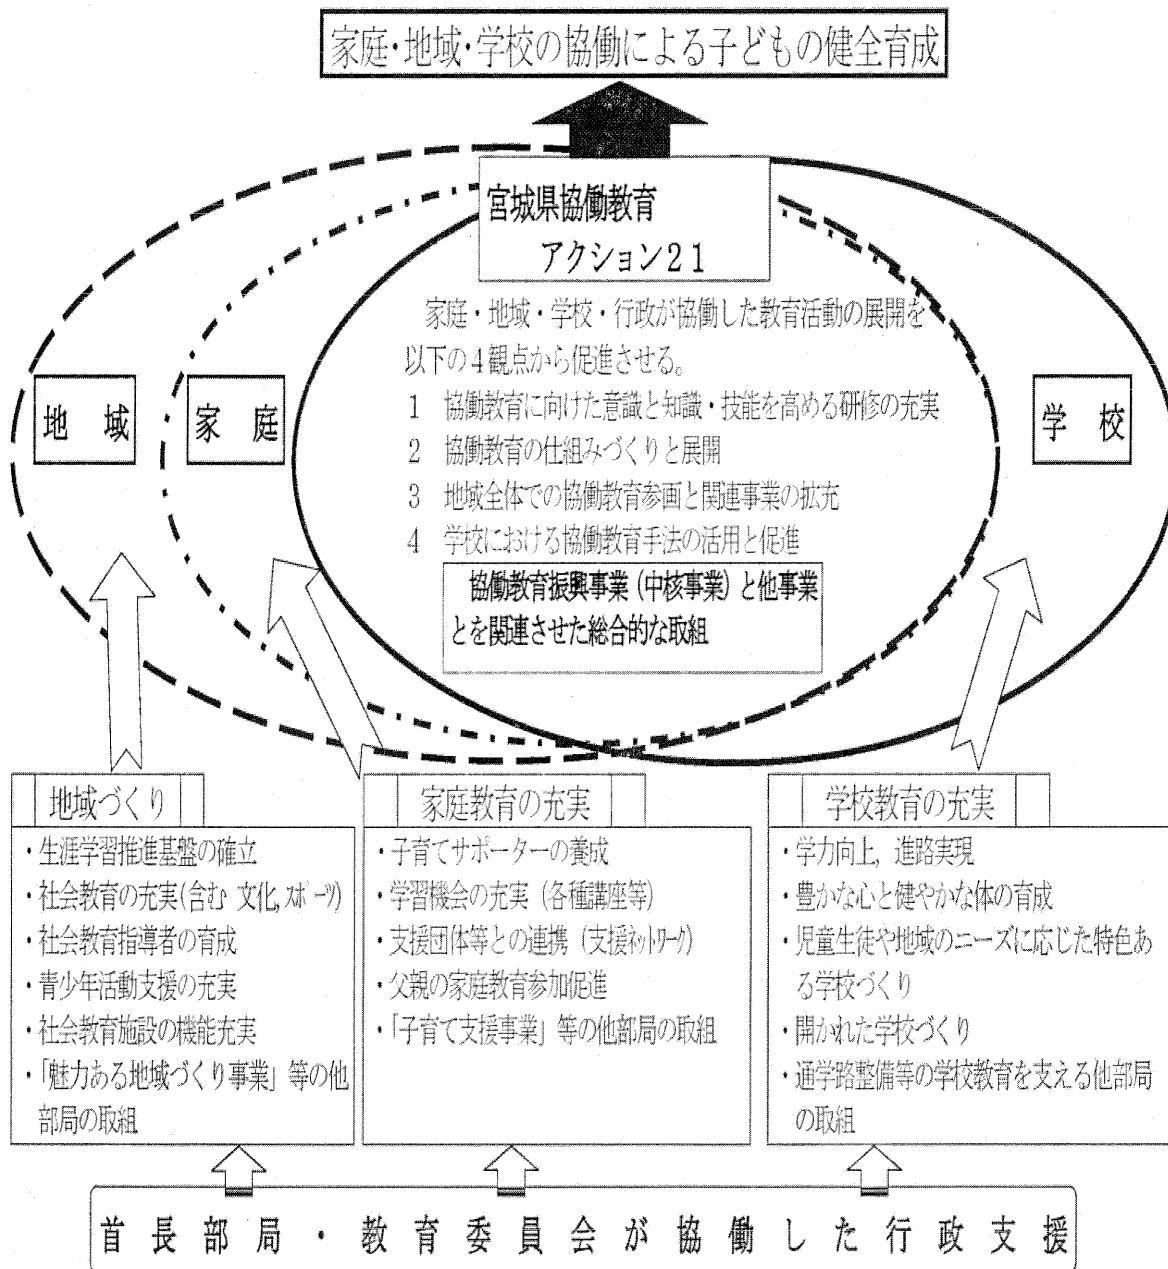 家庭・地域・学校の協働による子どもの健全育成
宮城県協働教育
アクション21
家庭・地域・学校・行政が協働した教育活動の展開を
以下の4観点から促進させる。
1 協働教育に向けた意識と知識・技能を高める研修の充実
2 協働教育の仕組みづくりと展開
3 地域全体での協働教育参画と関連事業の拡充
4 学校における協働教育手法の活用と促進
協働教育振興事業(中核事業)と他事業
とを関連させた総合的な取組
地域
家庭
学校
地域づくり
・生涯学習推進基盤の確立
・社会教育の充実(含む 文化,スポーツ)
・社会教育指導者の育成
・青少年活動支援の充実
・社会教育施設の機能充実
・「魅力ある地域づくり事業」等の他
部局の取組
家庭教育の充実
・子育てサポーターの養成
・学習機会の充実(各種講座等)
・支援団体等との連携(支援ネットワーク)
・父親の家庭教育参加促進
・「子育て支援事業」等の他部局の取組
学校教育の充実
・学力向上,進路実現
・豊かな心と健やかな体の育成
・児童生徒や地域のニーズに応じた特色あ
る学校づくり
・開かれた学校づくり
・通学路整備等の学校教育を支える他部局
の取組
首長部局・教育委員会が協働した行政支援